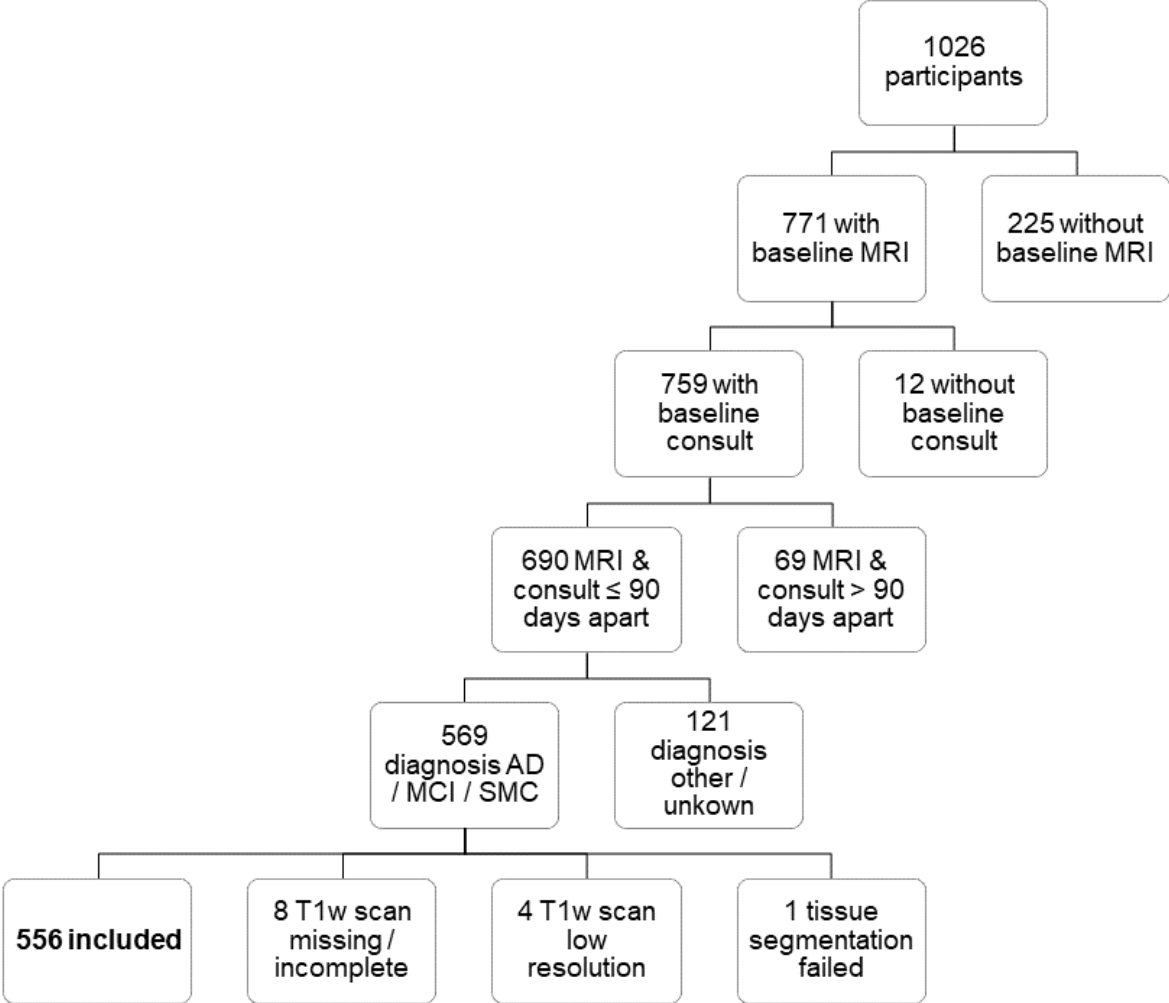 1026
participants
771 with
baseline MRI
225 without
baseline MRI
759 with
baseline
consult
12 without
baseline
consult
690 MRI &
consult ≤ 90
days apart
69 MRI &
consult > 90
days apart
569
diagnosis AD
/ MCI / SMC
121
diagnosis
other /
unkown
556 included
8 T1w scan
missing /
incomplete
4 T1w scan
low
resolution
1 tissue
segmentation
failed